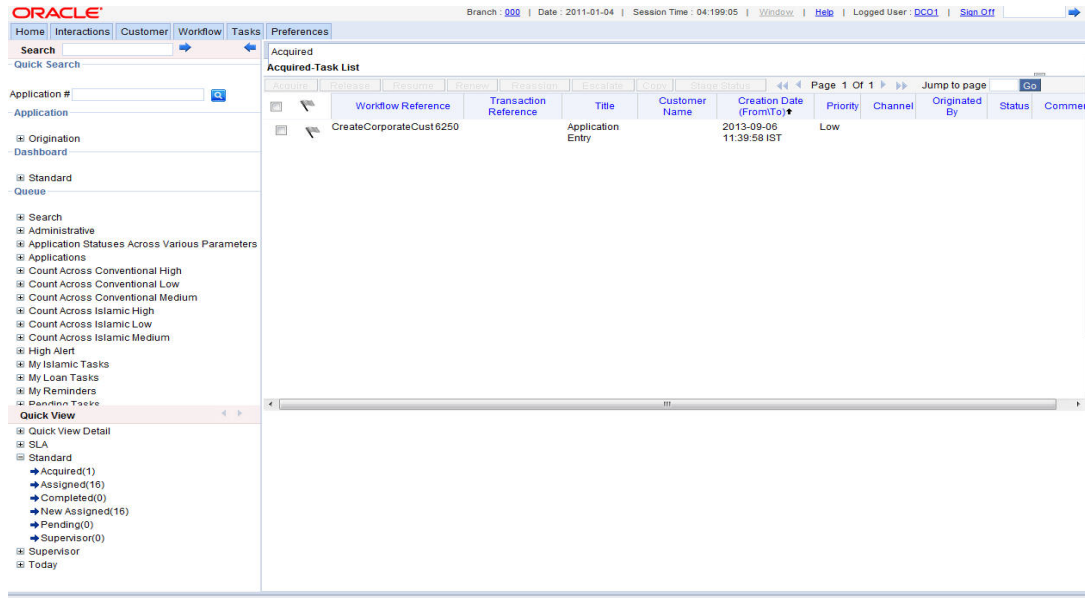 ORACLE
Branch : 000 | Date : 2011-01-04 | Session Time : 04:199:05 | Window | Help | Logged User : DCO1 | Sign Off
Home Interactions Customer Workflow Tasks Preferences
Search
Quick Search
Application #
Application
Origination
Dashboard
Standard
Queue
Search
Administrative
Application Statuses Across Various Parameters
Applications
Count Across Conventional High
Count Across Conventional Low
Count Across Conventional Medium
Count Across Islamic High
Count Across Islamic Low
Count Across Islamic Medium
High Alert
My Islamic Tasks
My Loan Tasks
My Reminders
Pending Tasks
Quick View
Quick View Detail
SLA
Standard
Acquired(1)
Assigned(16)
Completed(0)
New Assigned(16)
Pending(0)
Supervisor(0)
Supervisor
Today
Acquired
Acquired-Task List
Acquire Release Resume Renew Reassign Escalate Copy Stage Status Page 1 Of 1 Jump to page Go
Workflow Reference Transaction Reference Title Customer Name Creation Date (From\To) Priority Channel Originated By Status Commen
CreateCorporateCust6250 Application Entry 2013-09-06 11:39:58 IST Low